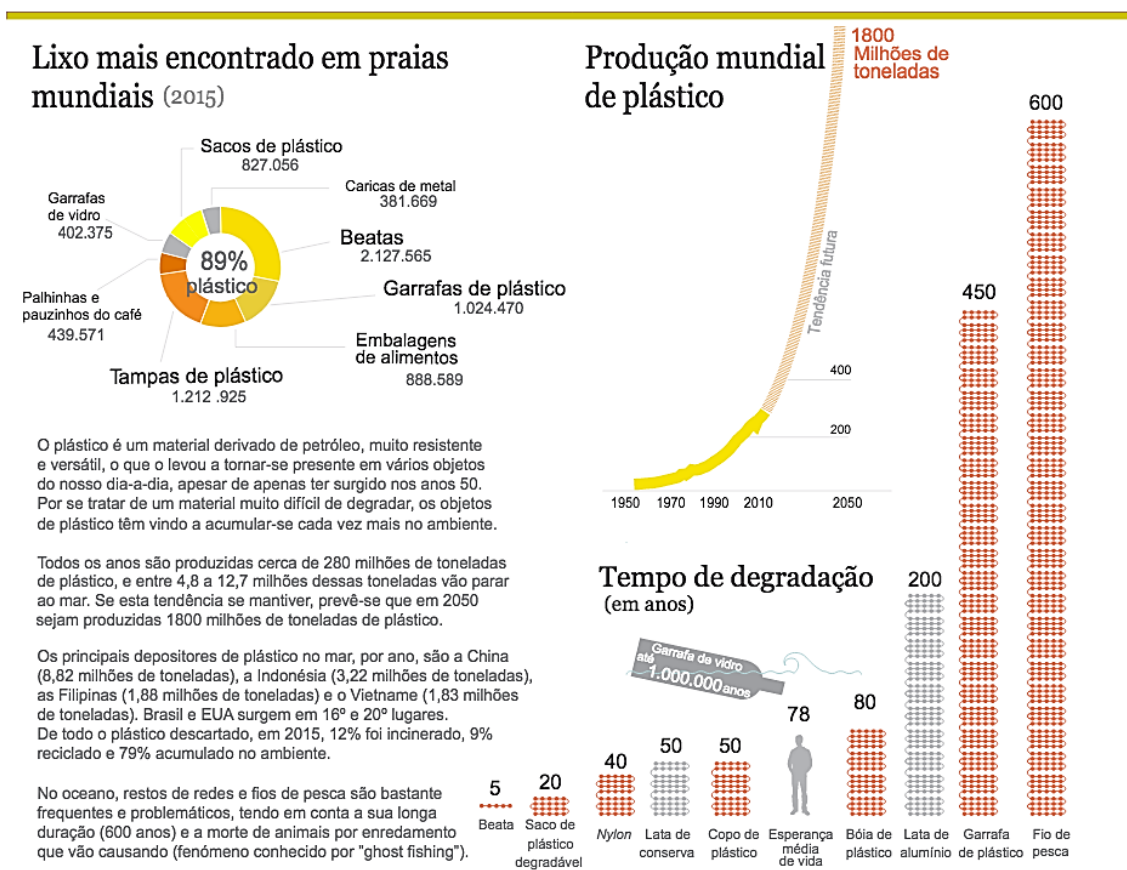 Lixo mais encontrado em praias
mundiais (2015)
Sacos de plástico
827.056
Caricas de metal
381.669
Garrafas
de vidro
402.375
Beatas
2.127.565
89%
plástico
Garrafas de plástico
1.024.470
Palhinhas e
pauzinhos do café
439.571
Embalagens
de alimentos
888.589
Tampas de plástico
1.212 .925
O plástico é um material derivado de petróleo, muito resistente
e versátil, o que o levou a tornar-se presente em vários objetos
do nosso dia-a-dia, apesar de apenas ter surgido nos anos 50.
Por se tratar de um material muito difícil de degradar, os objetos
de plástico têm vindo a acumular-se cada vez mais no ambiente.
Todos os anos são produzidas cerca de 280 milhões de toneladas
de plástico, e entre 4,8 a 12,7 milhões dessas toneladas vão parar
ao mar. Se esta tendência se mantiver, prevê-se que em 2050
sejam produzidas 1800 milhões de toneladas de plástico.
Os principais depositores de plástico no mar, por ano, são a China
(8,82 milhões de toneladas), a Indonésia (3,22 milhões de toneladas),
as Filipinas (1,88 milhões de toneladas) e o Vietname (1,83 milhões
de toneladas). Brasil e EUA surgem em 16º e 20º lugares.
De todo o plástico descartado, em 2015, 12% foi incinerado, 9%
reciclado e 79% acumulado no ambiente.
No oceano, restos de redes e fios de pesca são bastante
frequentes e problemáticos, tendo em conta a sua longa
duração (600 anos) e a morte de animais por enredamento
que vão causando (fenómeno conhecido por "ghost fishing").
Produção mundial
de plástico
1800
Milhões de
toneladas
Tendência futura
400
200
1950 1970 1990 2010 2050
Tempo de degradação
(em anos)
Garrafa de vidro
até
1.000.000 anos
5
Beata
20
Saco de
plástico
degradável
40
Nylon
50
Lata de
conserva
50
Copo de
plástico
78
Esperança
média
de vida
80
Bóia de
plástico
200
Lata de
alumínio
450
Garrafa
de plástico
600
Fio de
pesca